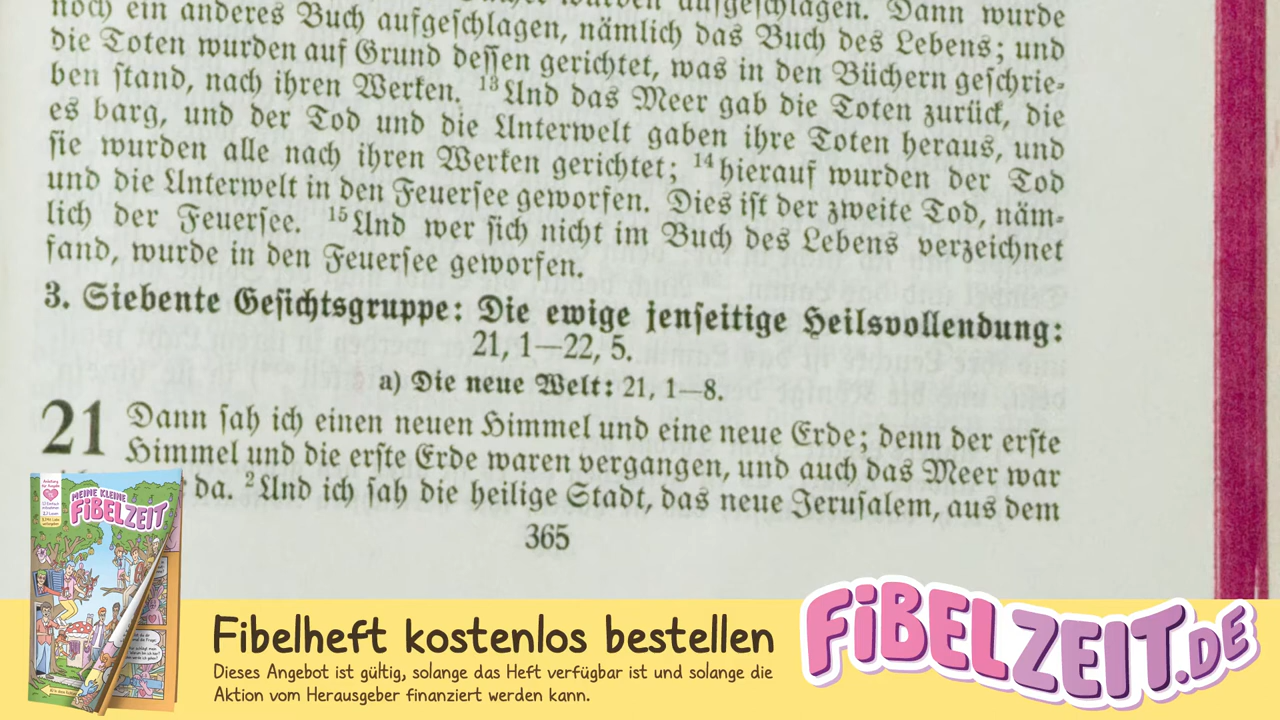 noch ein anderes Buch aufgeschlagen, nämlich das Buch des Lebens; und
die Toten wurden auf Grund dessen gerichtet, was in den Büchern geschrie-
ben stand, nach ihren Werken. 13 Und das Meer gab die Toten zurück, die
es barg, und der Tod und die Unterwelt gaben ihre Toten heraus, und
sie wurden alle nach ihren Werken gerichtet; 14 hierauf wurden der Tod
und die Unterwelt in den Feuersee geworfen. Dies ist der zweite Tod, näm-
lich der Feuersee. 15 Und wer sich nicht im Buch des Lebens verzeichnet
fand, wurde in den Feuersee geworfen.
3. Siebente Gesichtsgruppe: Die ewige jenseitige Heilsvollendung:
21, 1—22, 5.
a) Die neue Welt: 21, 1—8.
21 Dann sah ich einen neuen Himmel und eine neue Erde; denn der erste
Himmel und die erste Erde waren vergangen, und auch das Meer war
da. 2 Und ich sah die heilige Stadt, das neue Jerusalem, aus dem
365
MEINE KLEINE
FiBELZEIT
Fibelheft kostenlos bestellen
Dieses Angebot ist gültig, solange das Heft verfügbar ist und solange die
Aktion vom Herausgeber finanziert werden kann.
FiBELZEIT.DE